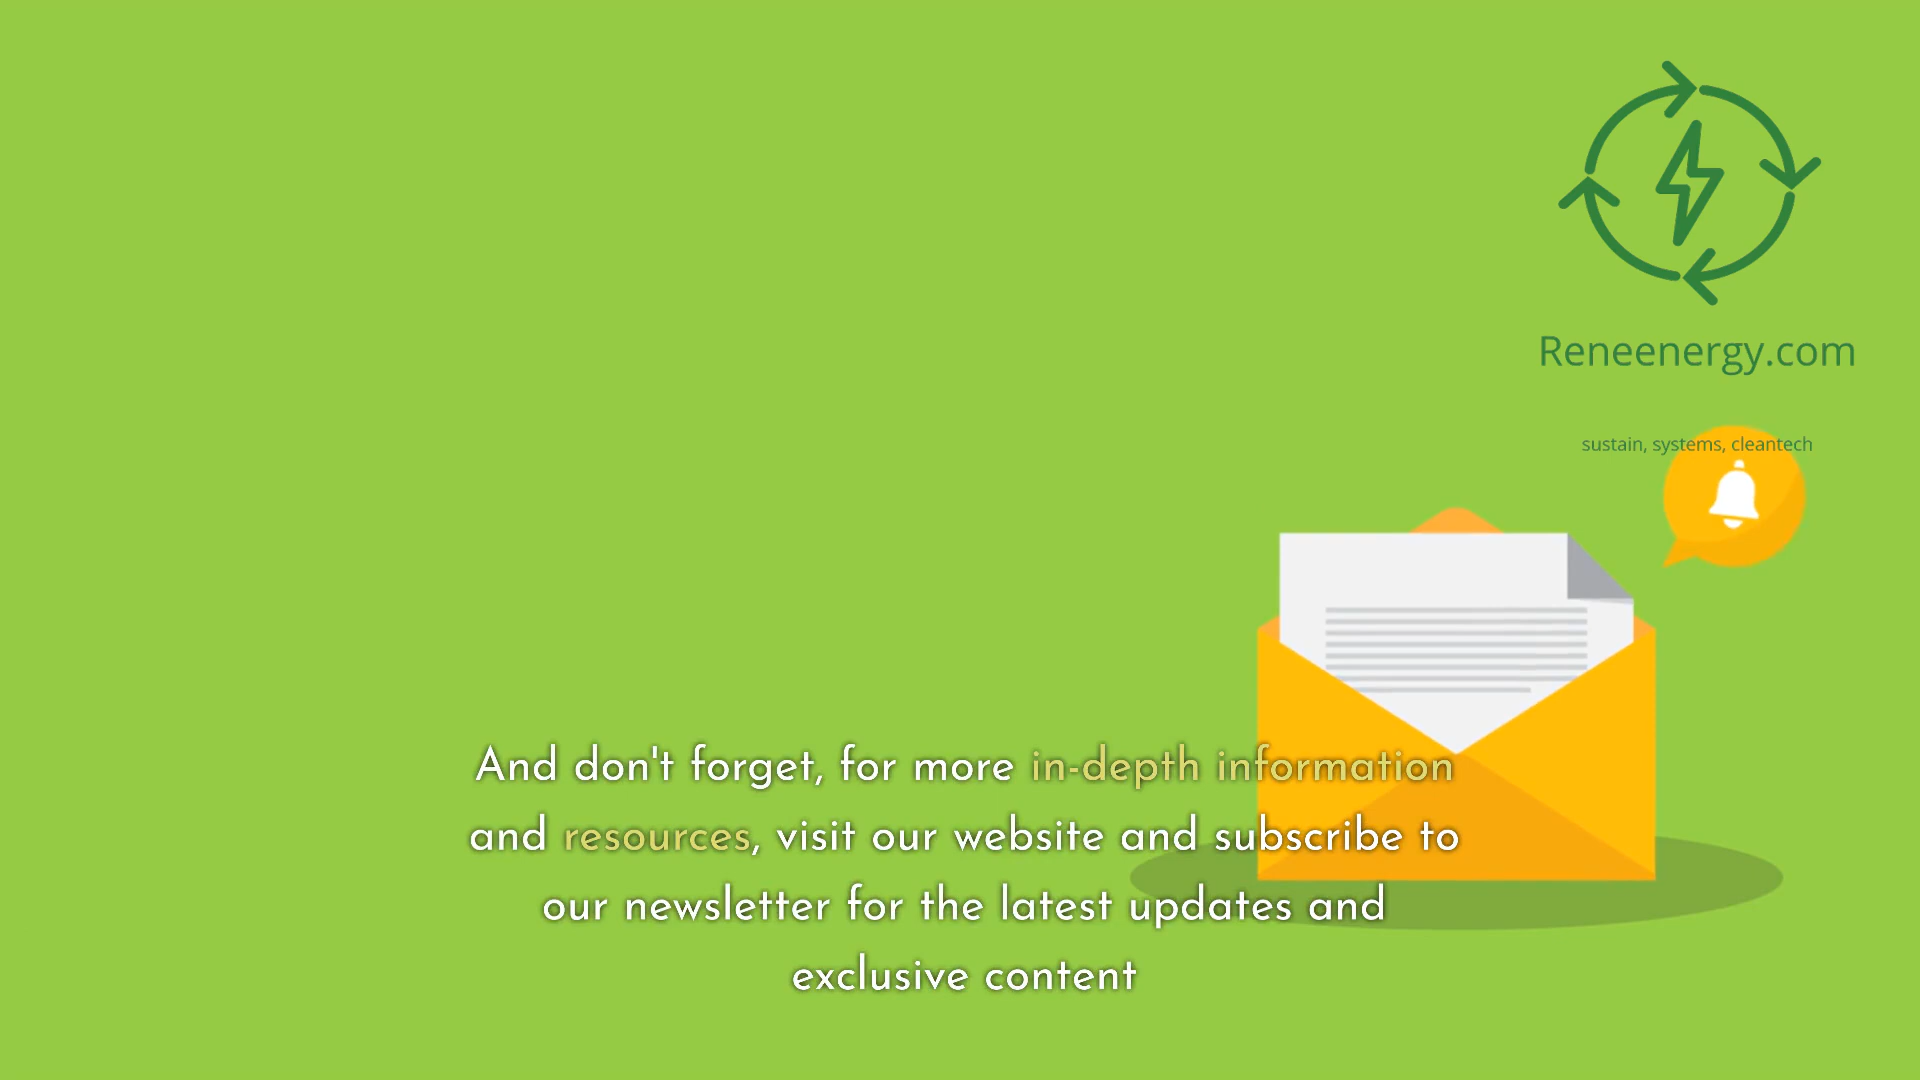 Reneenergy.com
sustain, systems, cleantech
And don't forget, for more in-depth information
and resources, visit our website and subscribe to
our newsletter for the latest updates and
exclusive content